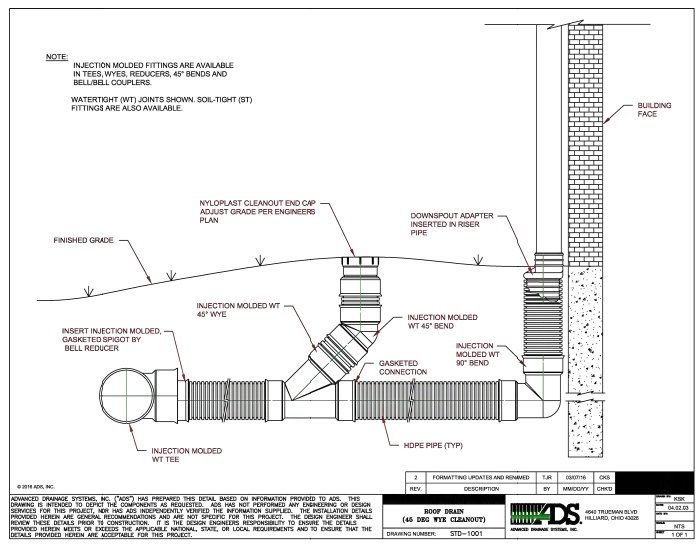 NOTE:
INJECTION MOLDED FITTINGS ARE AVAILABLE
IN TEES, WYES, REDUCERS, 45° BENDS AND
BELL/BELL COUPLERS.
WATERTIGHT (WT) JOINTS SHOWN. SOIL-TIGHT (ST)
FITTINGS ARE ALSO AVAILABLE.
BUILDING
FACE
NYLOPLAST CLEANOUT END CAP
ADJUST GRADE PER ENGINEERS
PLAN
DOWNSPOUT ADAPTER
INSERTED IN RISER
PIPE
FINISHED GRADE
INJECTION MOLDED WT
45° WYE
INJECTION MOLDED
WT 45° BEND
INSERT INJECTION MOLDED,
GASKETED SPIGOT BY
BELL REDUCER
INJECTION
MOLDED WT
90° BEND
GASKETED
CONNECTION
HDPE PIPE (TYP)
INJECTION MOLDED
WT TEE
© 2016 ADS, INC.
2 FORMATTING UPDATES AND RENMED TJR 03/07/16 CKS
REV. DESCRIPTION BY MM/DD/YY CHK'D
ADVANCED DRAINAGE SYSTEMS, INC. ("ADS") HAS PREPARED THIS DETAIL BASED ON INFORMATION PROVIDED TO ADS. THIS
DRAWING IS INTENDED TO DEPICT THE COMPONENTS AS REQUESTED. ADS HAS NOT PERFORMED ANY ENGINEERING OR DESIGN
SERVICES FOR THIS PROJECT, NOR HAS ADS INDEPENDENTLY VERIFIED THE INFORMATION SUPPLIED. THE INSTALLATION DETAILS
PROVIDED HEREIN ARE GENERAL RECOMMENDATIONS AND ARE NOT SPECIFIC FOR THIS PROJECT. THE DESIGN ENGINEER SHALL
REVIEW THESE DETAILS PRIOR TO CONSTRUCTION. IT IS THE DESIGN ENGINEERS RESPONSIBILITY TO ENSURE THE DETAILS
PROVIDED HEREIN MEETS OR EXCEEDS THE APPLICABLE NATIONAL, STATE, OR LOCAL REQUIREMENTS AND TO ENSURE THAT THE
DETAILS PROVIDED HEREIN ARE ACCEPTABLE FOR THIS PROJECT.
ROOF DRAIN
(45 DEG WYE CLEANOUT)
DRAWING NUMBER: STD-1001
ADS.
ADVANCED DRAINAGE SYSTEMS, INC.
4640 TRUEMAN BLVD
HILLIARD, OHIO 43026
KSK
04.02.03
NTS
1 OF 1